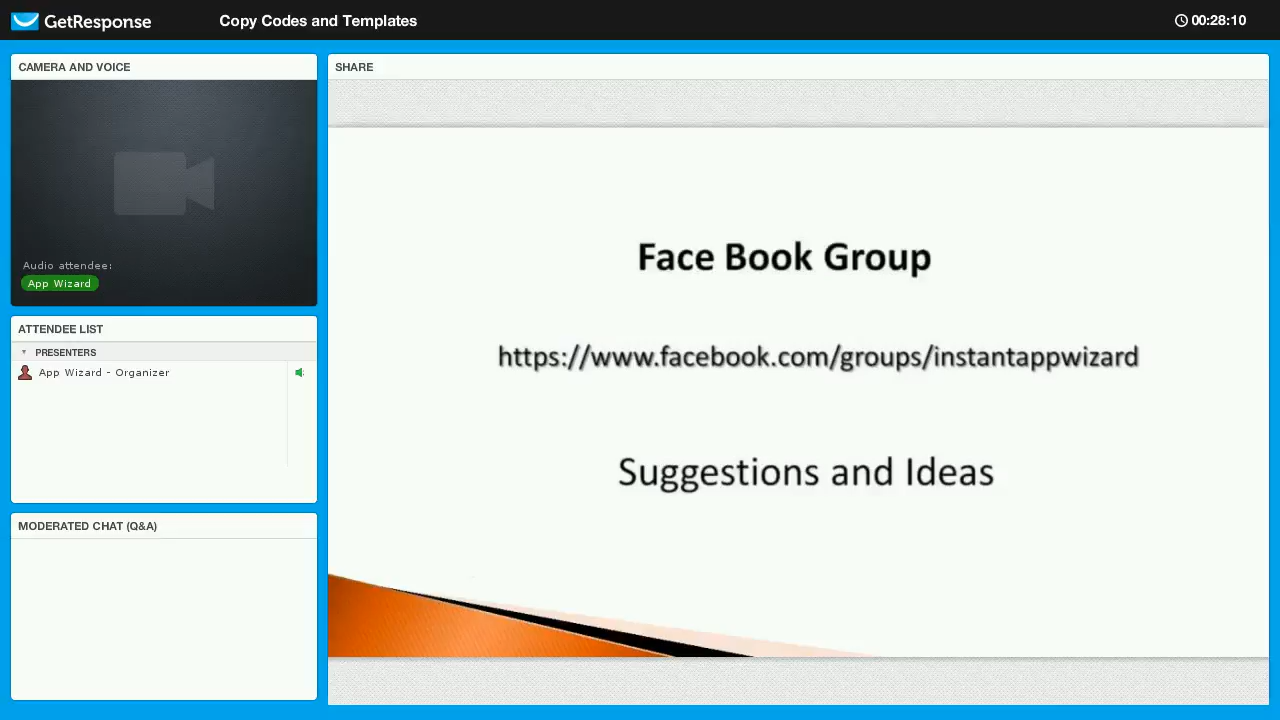 GetResponse
Copy Codes and Templates
00:28:10
CAMERA AND VOICE
Audio attendee:
App Wizard
ATTENDEE LIST
PRESENTERS
App Wizard - Organizer
MODERATED CHAT (Q&A)
SHARE
Face Book Group
https://www.facebook.com/groups/instantappwizard
Suggestions and Ideas